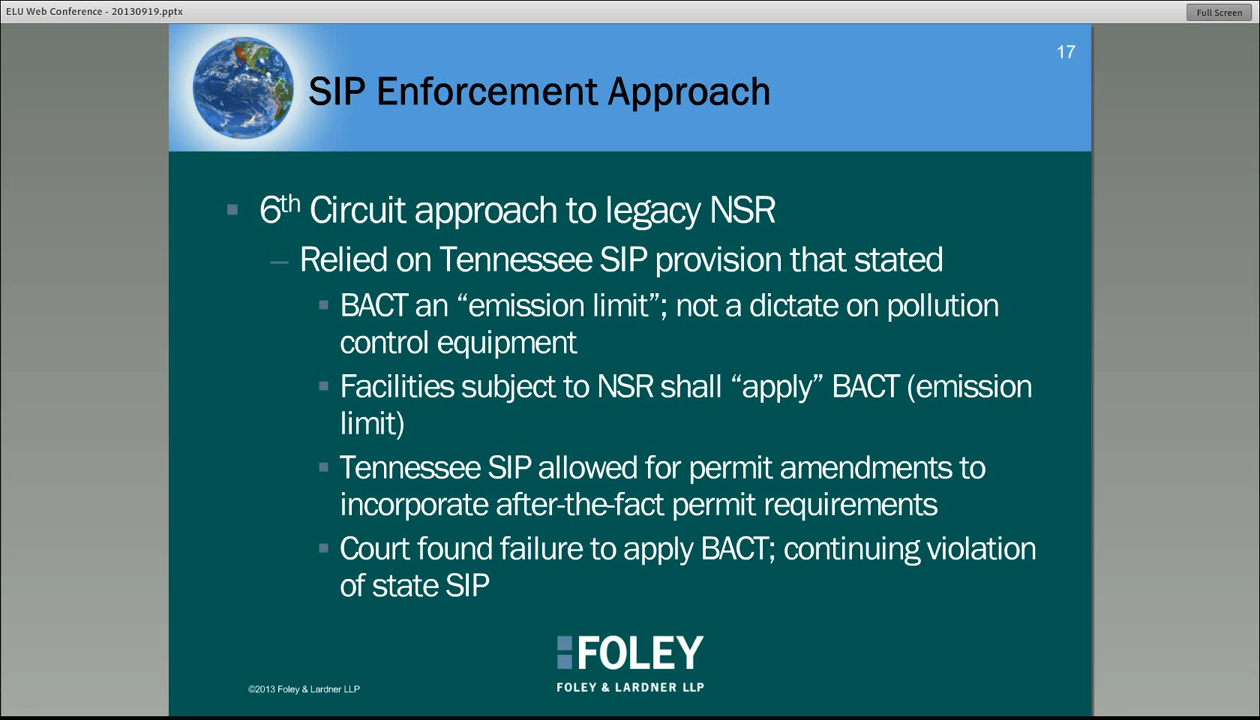 ELU Web Conference - 20130919.pptx
Full Screen
17
SIP Enforcement Approach
6th Circuit approach to legacy NSR
– Relied on Tennessee SIP provision that stated
BACT an “emission limit”; not a dictate on pollution
control equipment
Facilities subject to NSR shall “apply” BACT (emission
limit)
Tennessee SIP allowed for permit amendments to
incorporate after-the-fact permit requirements
Court found failure to apply BACT; continuing violation
of state SIP
FOLEY
FOLEY & LARDNER LLP
©2013 Foley & Lardner LLP